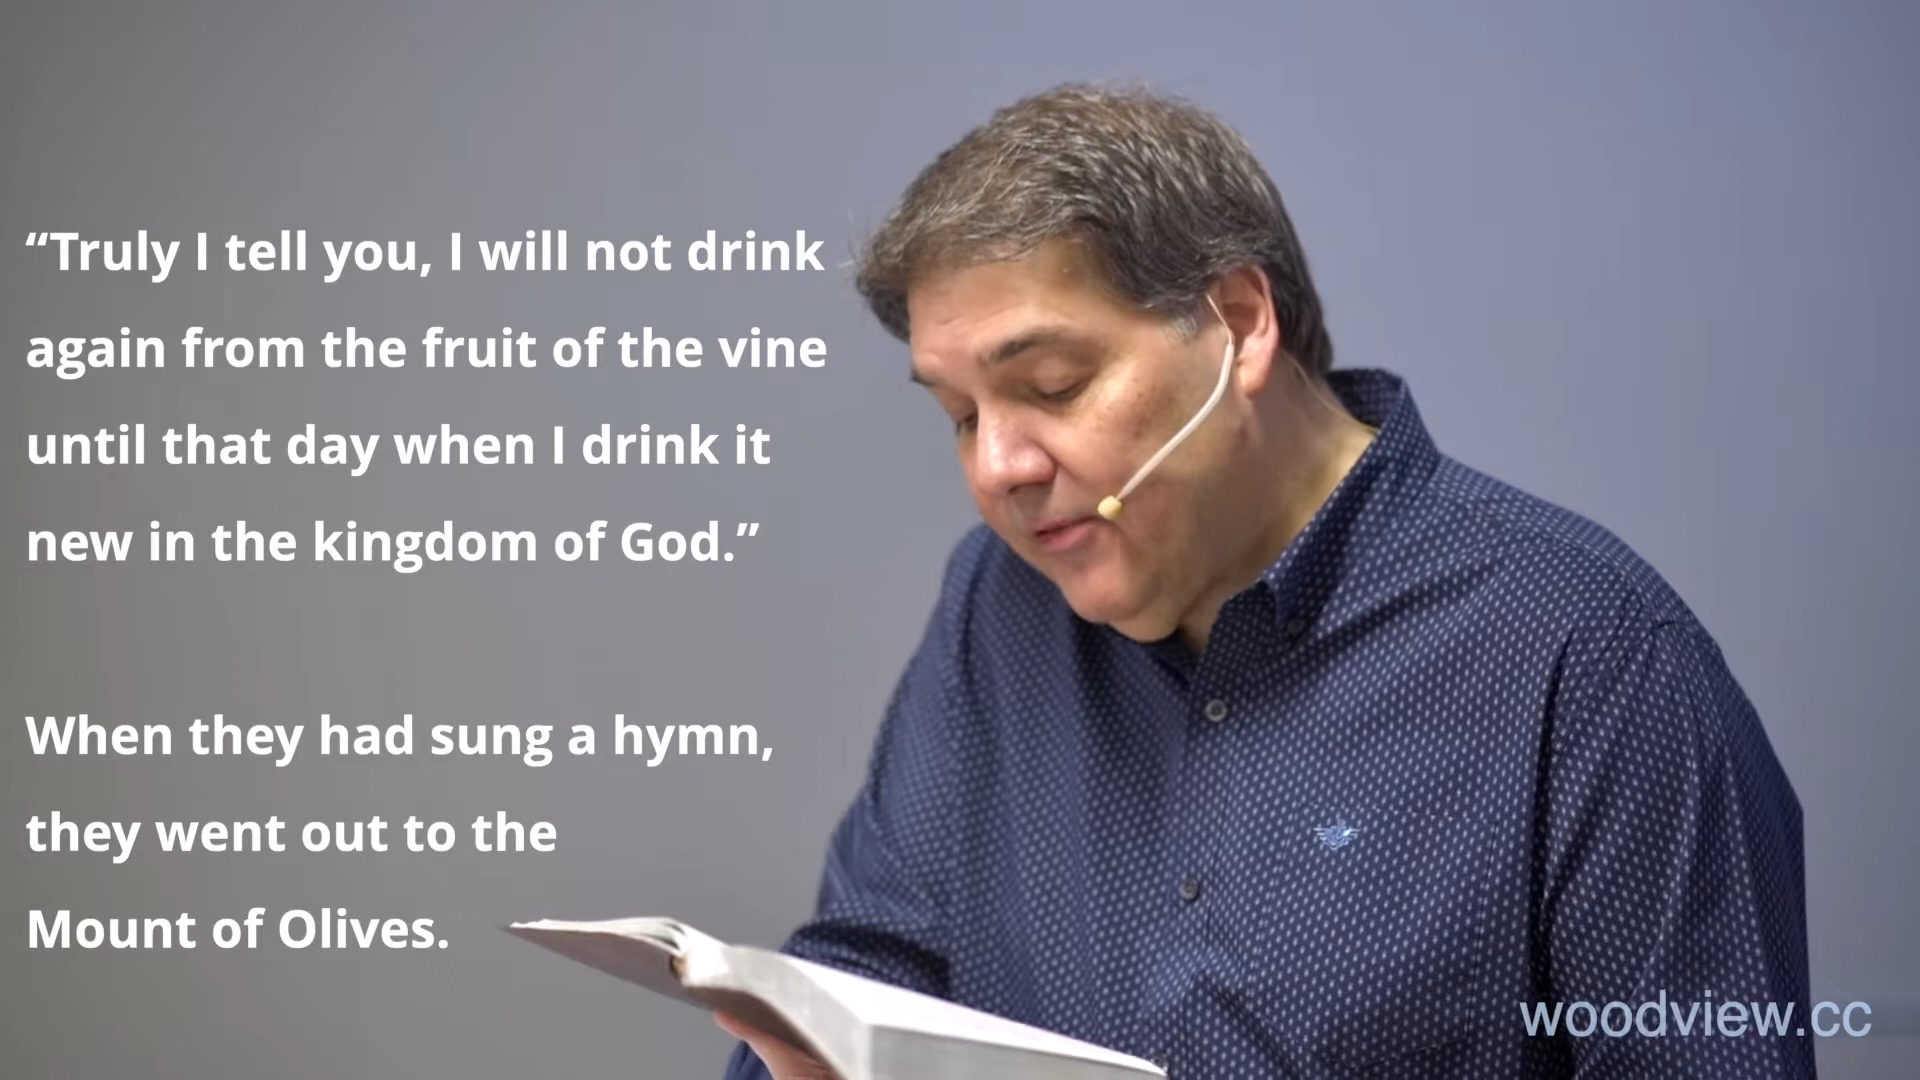 “Truly I tell you, I will not drink
again from the fruit of the vine
until that day when I drink it
new in the kingdom of God.”
When they had sung a hymn,
they went out to the
Mount of Olives.
woodview.cc